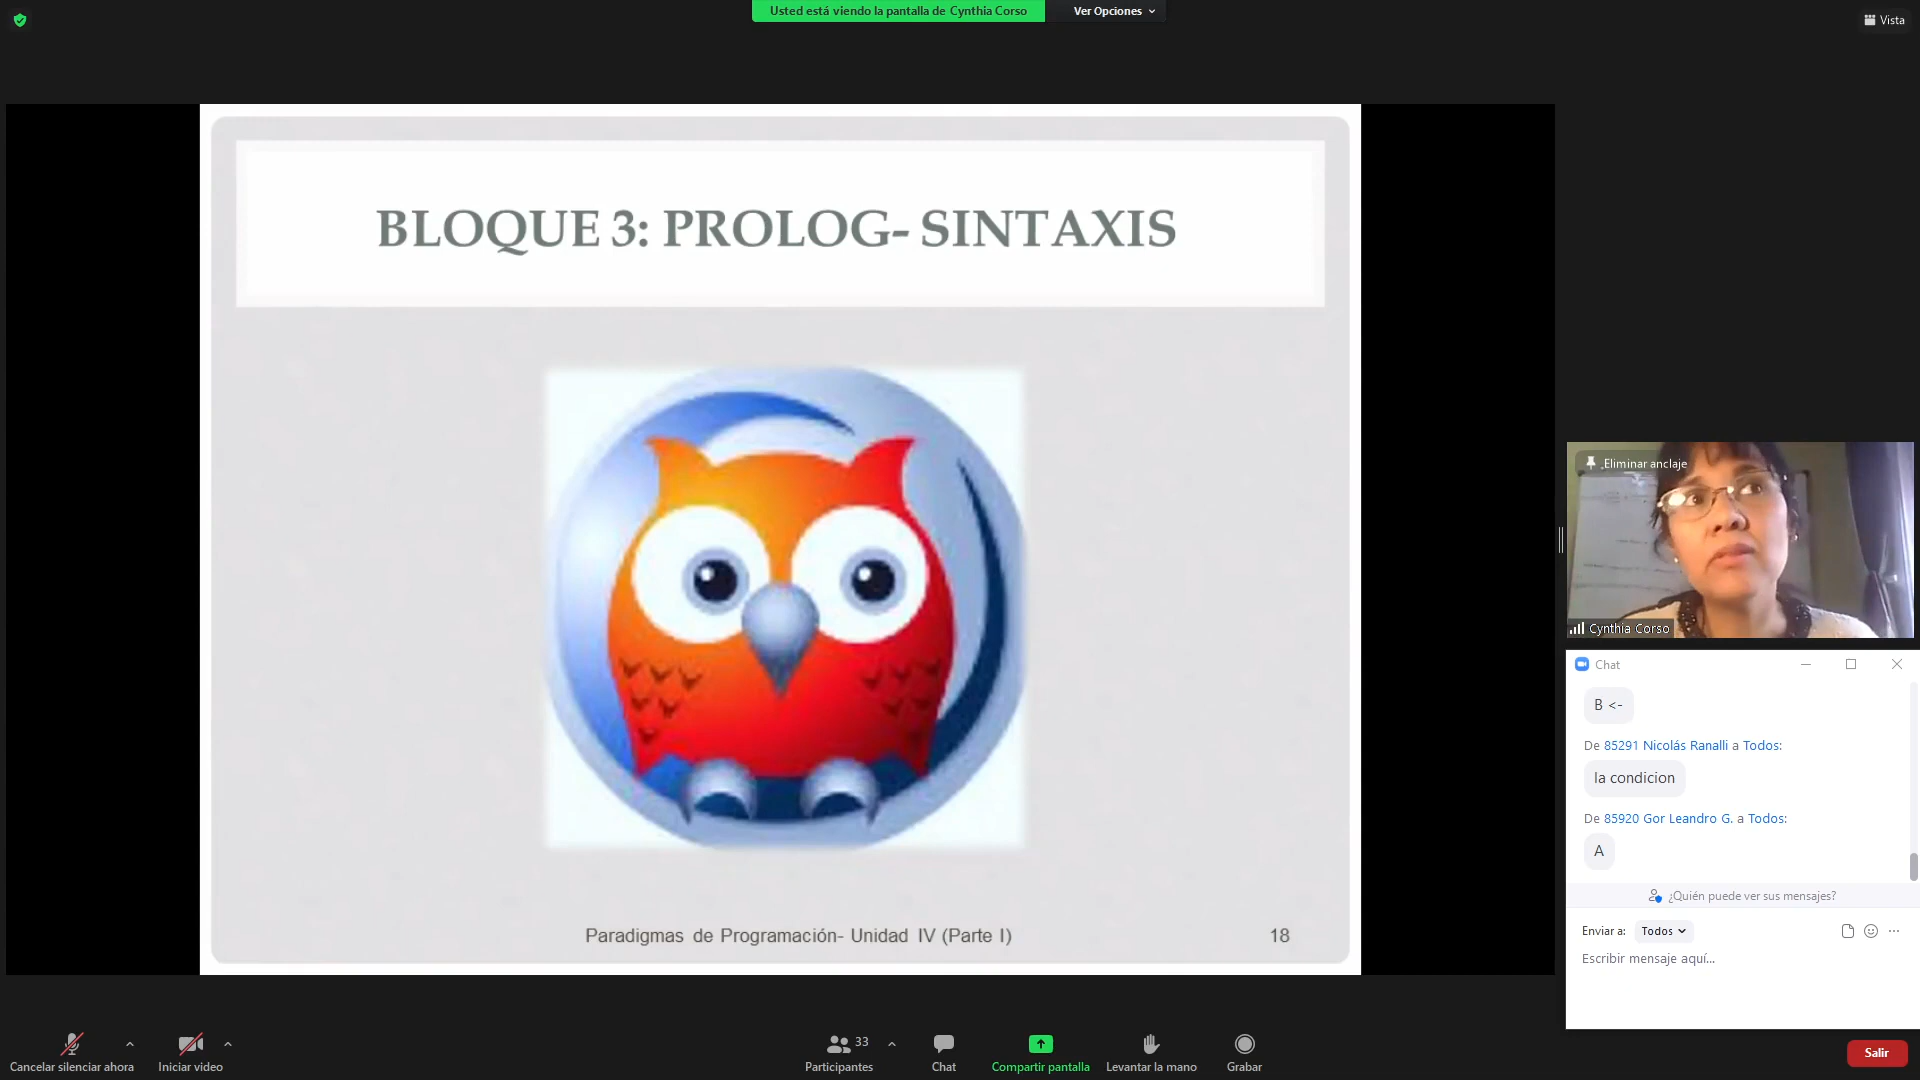 Usted está viendo la pantalla de Cynthia Corso
Ver Opciones
Vista
BLOQUE 3: PROLOG- SINTAXIS
Paradigmas de Programación- Unidad IV (Parte I)
18
Eliminar anclaje
Cynthia Corso
Chat
B <-
De 85291 Nicolás Ranalli a Todos:
la condicion
De 85920 Gor Leandro G. a Todos:
A
¿Quién puede ver sus mensajes?
Enviar a: Todos
Escribir mensaje aquí...
Cancelar silenciar ahora
Iniciar video
33
Participantes
Chat
Compartir pantalla
Levantar la mano
Grabar
Salir